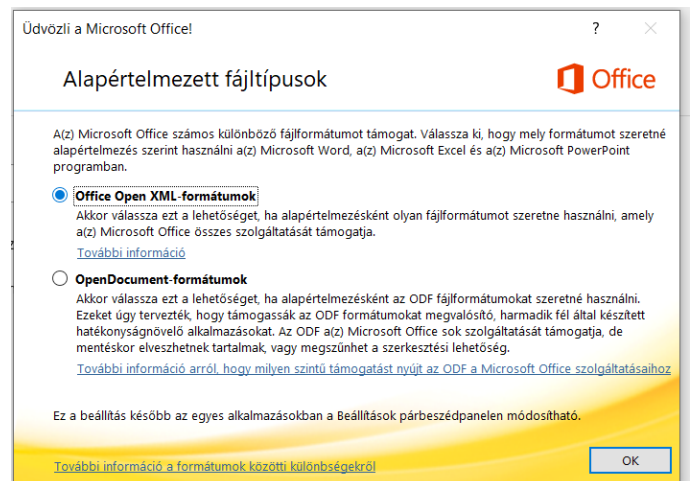 Üdvözli a Microsoft Office!
?
Alapértelmezett fájltípusok
Office
A(z) Microsoft Office számos különböző fájlformátumot támogat. Válassza ki, hogy mely formátumot szeretné
alapértelmezés szerint használni a(z) Microsoft Word, a(z) Microsoft Excel és a(z) Microsoft PowerPoint
programban.
Office Open XML-formátumok
Akkor válassza ezt a lehetőséget, ha alapértelmezésként olyan fájlformátumot szeretne használni, amely
a(z) Microsoft Office összes szolgáltatását támogatja.
További információ
OpenDocument-formátumok
Akkor válassza ezt a lehetőséget, ha alapértelmezésként az ODF fájlformátumokat szeretné használni.
Ezeket úgy tervezték, hogy támogassák az ODF formátumokat megvalósító, harmadik fél által készített
hatékonyságnövelő alkalmazásokat. Az ODF a(z) Microsoft Office sok szolgáltatását támogatja, de
mentéskor elveszhetnek tartalmak, vagy megszűnhet a szerkesztési lehetőség.
További információ arról, hogy milyen szintű támogatást nyújt az ODF a Microsoft Office szolgáltatásaihoz
Ez a beállítás később az egyes alkalmazásokban a Beállítások párbeszédpanelen módosítható.
További információ a formátumok közötti különbségekről
OK